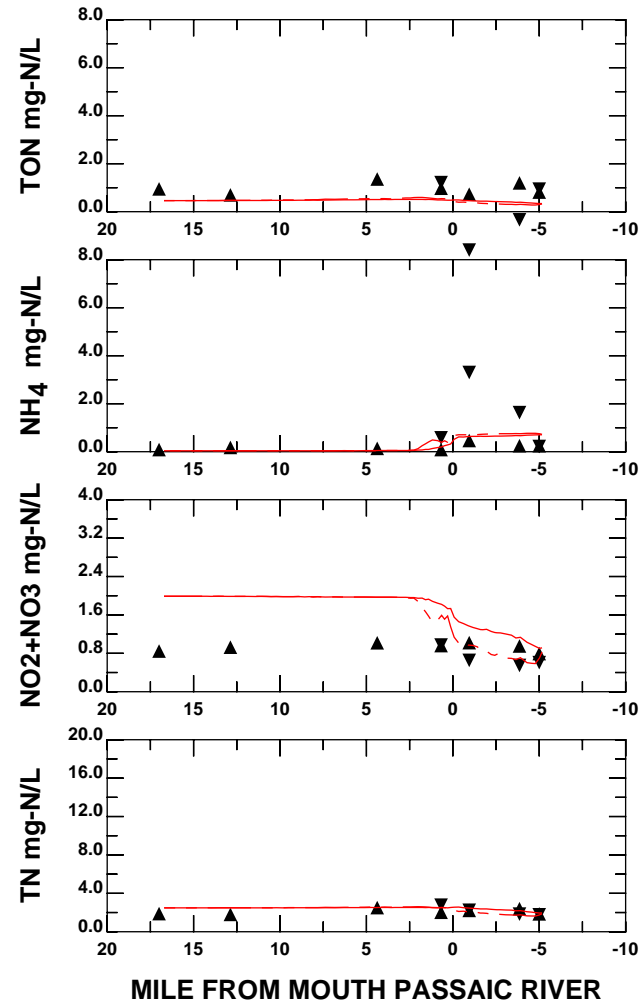 TON mg-N/L
8.0
6.0
4.0
2.0
0.0
20 15 10 5 0 -5 -10
NH4 mg-N/L
8.0
6.0
4.0
2.0
0.0
20 15 10 5 0 -5 -10
NO2+NO3 mg-N/L
4.0
3.2
2.4
1.6
0.8
0.0
20 15 10 5 0 -5 -10
TN mg-N/L
20.0
16.0
12.0
8.0
4.0
0.0
20 15 10 5 0 -5 -10
MILE FROM MOUTH PASSAIC RIVER